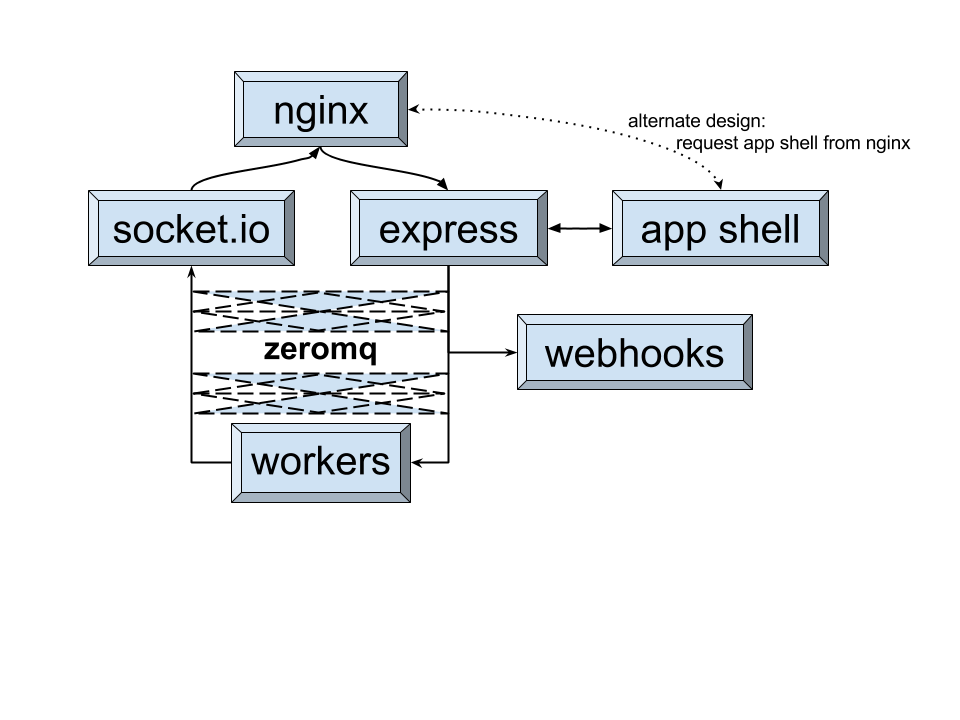 nginx
alternate design:
request app shell from nginx
socket.io
express
app shell
zeromq
webhooks
workers